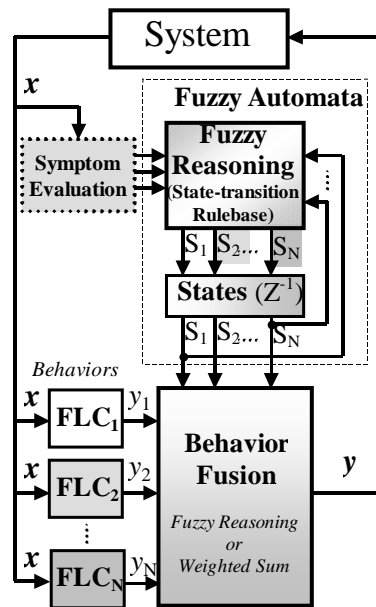 System
x
Fuzzy Automata
Symptom
Evaluation
Fuzzy
Reasoning
(State-transition
Rulebase)
S1 S2... SN
States (Z-1)
S1 S2... SN
Behaviors
x FLC1 y1
x FLC2 y2
x FLCN yN
Behavior
Fusion
Fuzzy Reasoning
or
Weighted Sum
y